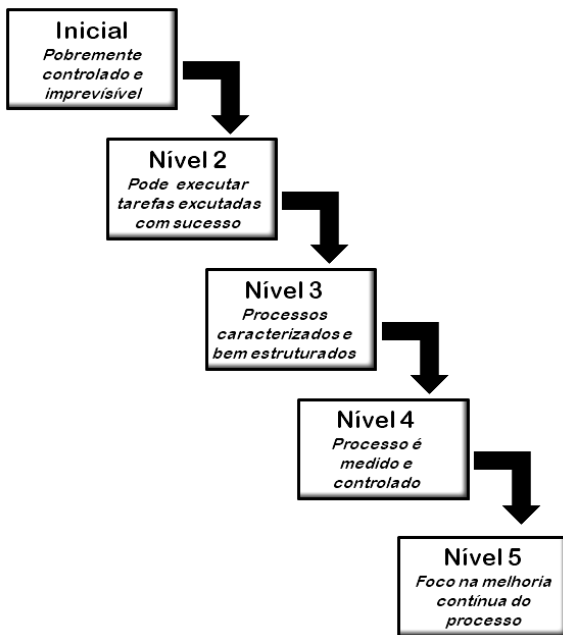 Inicial
Pobremente
controlado e
imprevísível
Nível 2
Pode executar
tarefas excutadas
com sucesso
Nível 3
Processos
caracterizados e
bem estruturados
Nível 4
Processo é
medido e
controlado
Nível 5
Foco na melhoria
contínua do
processo